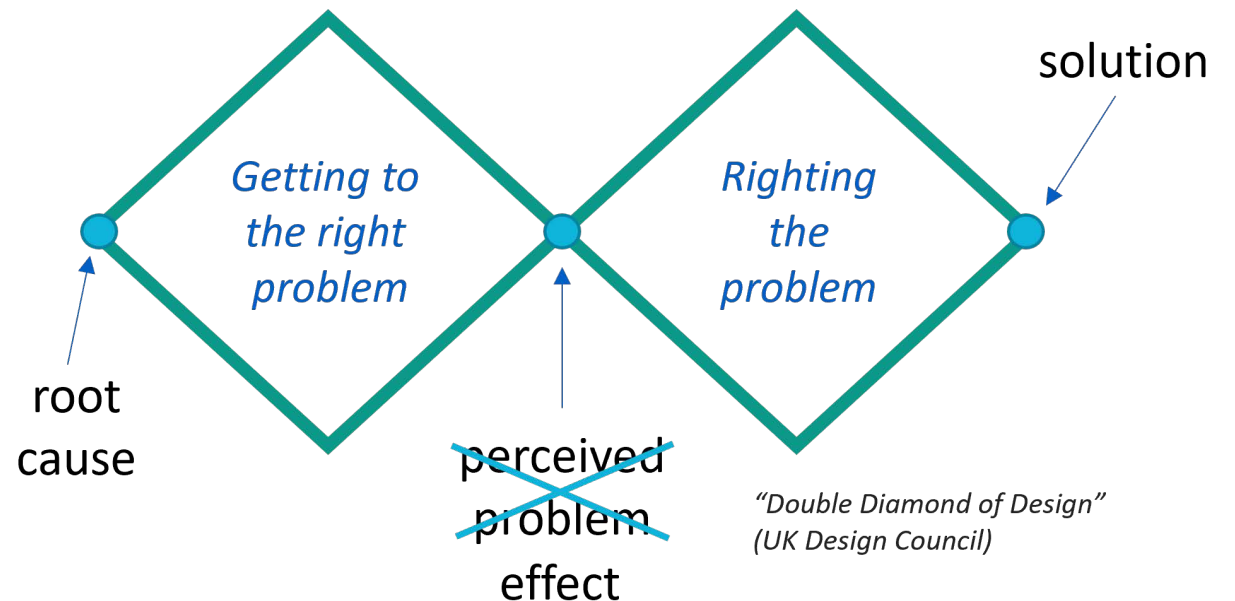 solution
Getting to
the right
problem
Righting
the
problem
root
cause
perceived
problem
effect
“Double Diamond of Design”
(UK Design Council)